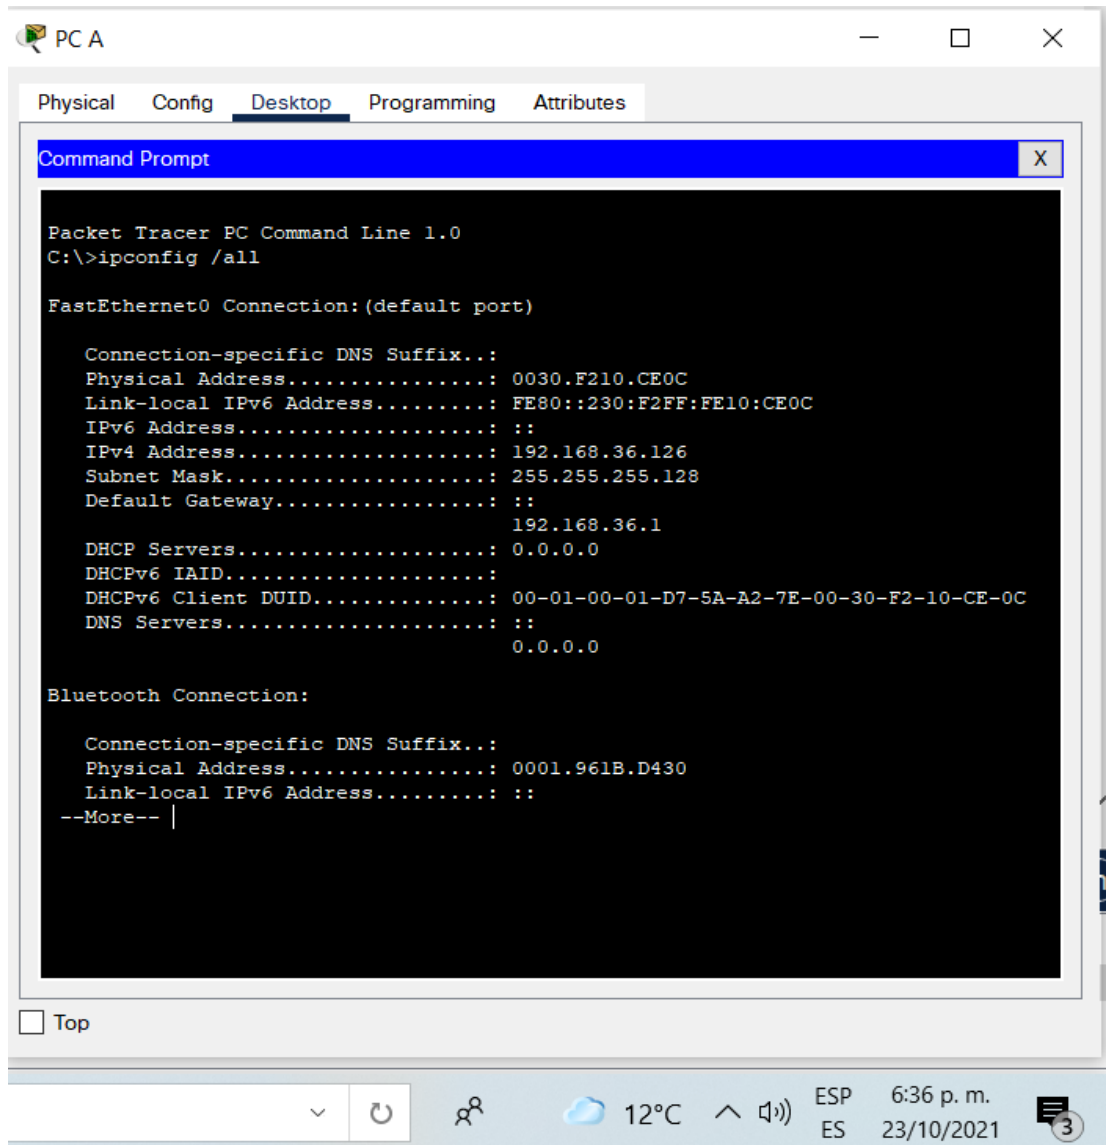 PC A
Physical Config Desktop Programming Attributes
Command Prompt X
Packet Tracer PC Command Line 1.0
C:\>ipconfig /all
FastEthernet0 Connection:(default port)
Connection-specific DNS Suffix..:
Physical Address................: 0030.F210.CE0C
Link-local IPv6 Address.........: FE80::230:F2FF:FE10:CE0C
IPv6 Address....................: ::
IPv4 Address....................: 192.168.36.126
Subnet Mask.....................: 255.255.255.128
Default Gateway.................: ::
192.168.36.1
DHCP Servers....................: 0.0.0.0
DHCPv6 IAID.....................:
DHCPv6 Client DUID..............: 00-01-00-01-D7-5A-A2-7E-00-30-F2-10-CE-0C
DNS Servers.....................: ::
0.0.0.0
Bluetooth Connection:
Connection-specific DNS Suffix..:
Physical Address................: 0001.961B.D430
Link-local IPv6 Address.........: ::
--More--
Top
12°C
ESP
ES
6:36 p. m.
23/10/2021
3